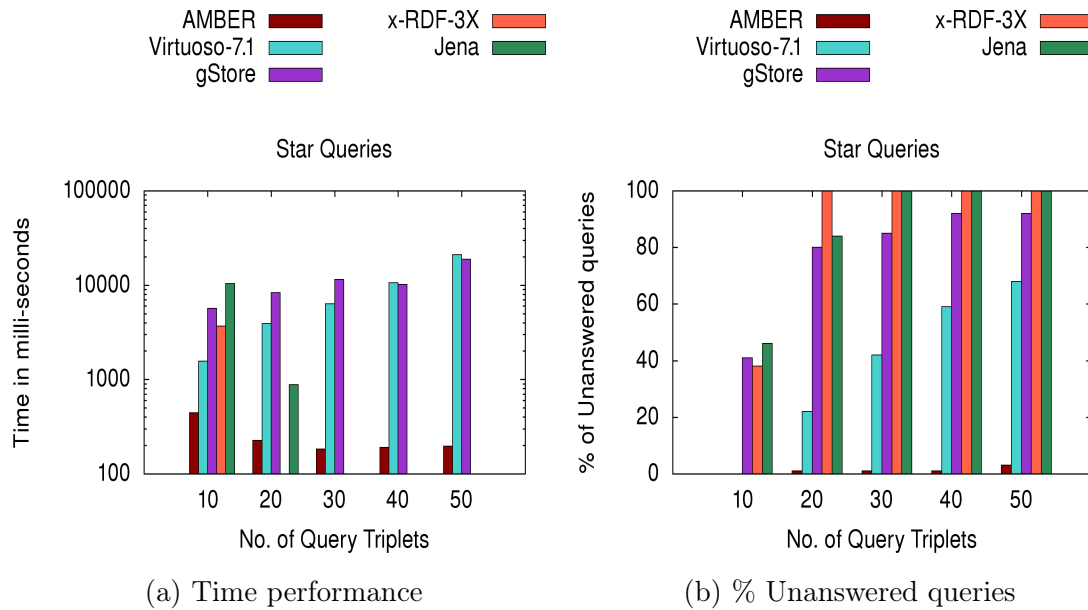 AMBER
Virtuoso-7.1
gStore
x-RDF-3X
Jena
Star Queries
Time in milli-seconds
100000
10000
1000
100
10 20 30 40 50
No. of Query Triplets
(a) Time performance
AMBER
Virtuoso-7.1
gStore
x-RDF-3X
Jena
Star Queries
% of Unanswered queries
100
80
60
40
20
0
10 20 30 40 50
No. of Query Triplets
(b) % Unanswered queries